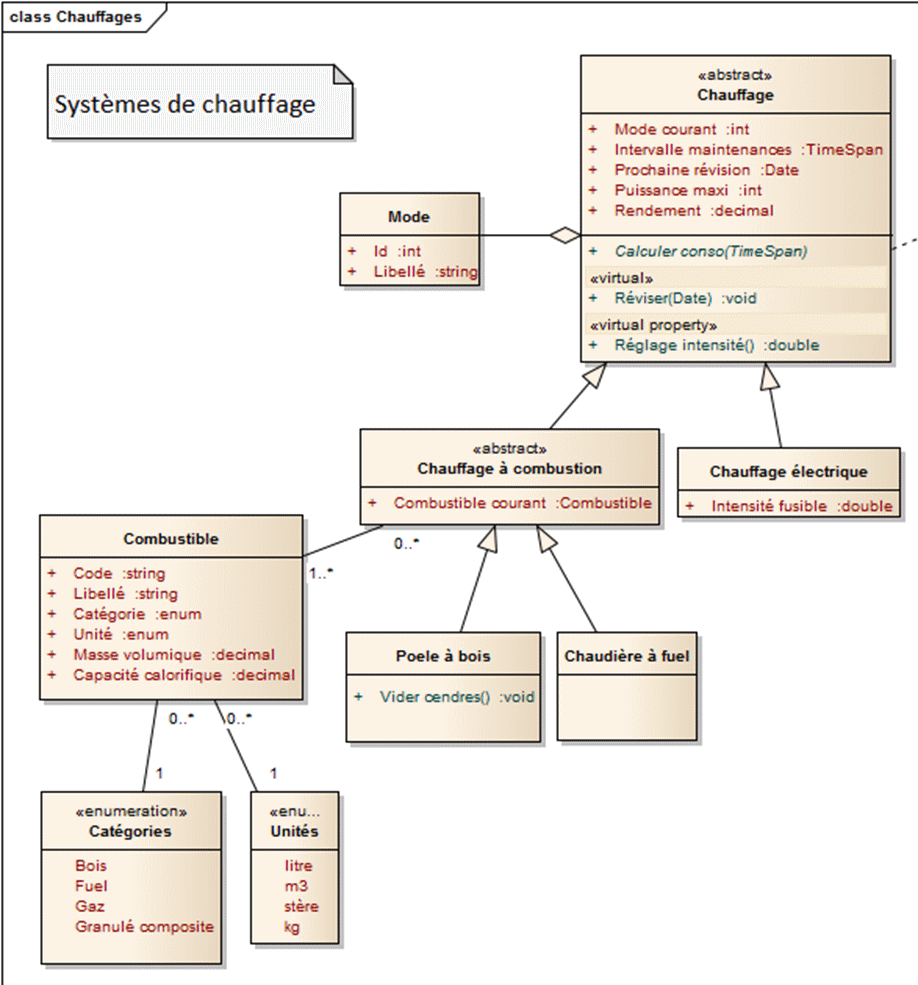 class Chauffages
Systèmes de chauffage
«abstract»
Chauffage
+ Mode courant :int
+ Intervalle maintenances :TimeSpan
+ Prochaine révision :Date
+ Puissance maxi :int
+ Rendement :decimal
+ Calculer conso(TimeSpan)
«virtual»
+ Réviser(Date) :void
«virtual property»
+ Réglage intensité() :double
Mode
+ Id :int
+ Libellé :string
«abstract»
Chauffage à combustion
+ Combustible courant :Combustible
Chauffage électrique
+ Intensité fusible :double
0..*
1..*
Combustible
+ Code :string
+ Libellé :string
+ Catégorie :enum
+ Unité :enum
+ Masse volumique :decimal
+ Capacité calorifique :decimal
Poele à bois
+ Vider cendres() :void
Chaudière à fuel
0..* 0..*
1 1
«enumeration»
Catégories
Bois
Fuel
Gaz
Granulé composite
«enu...
Unités
litre
m3
stère
kg